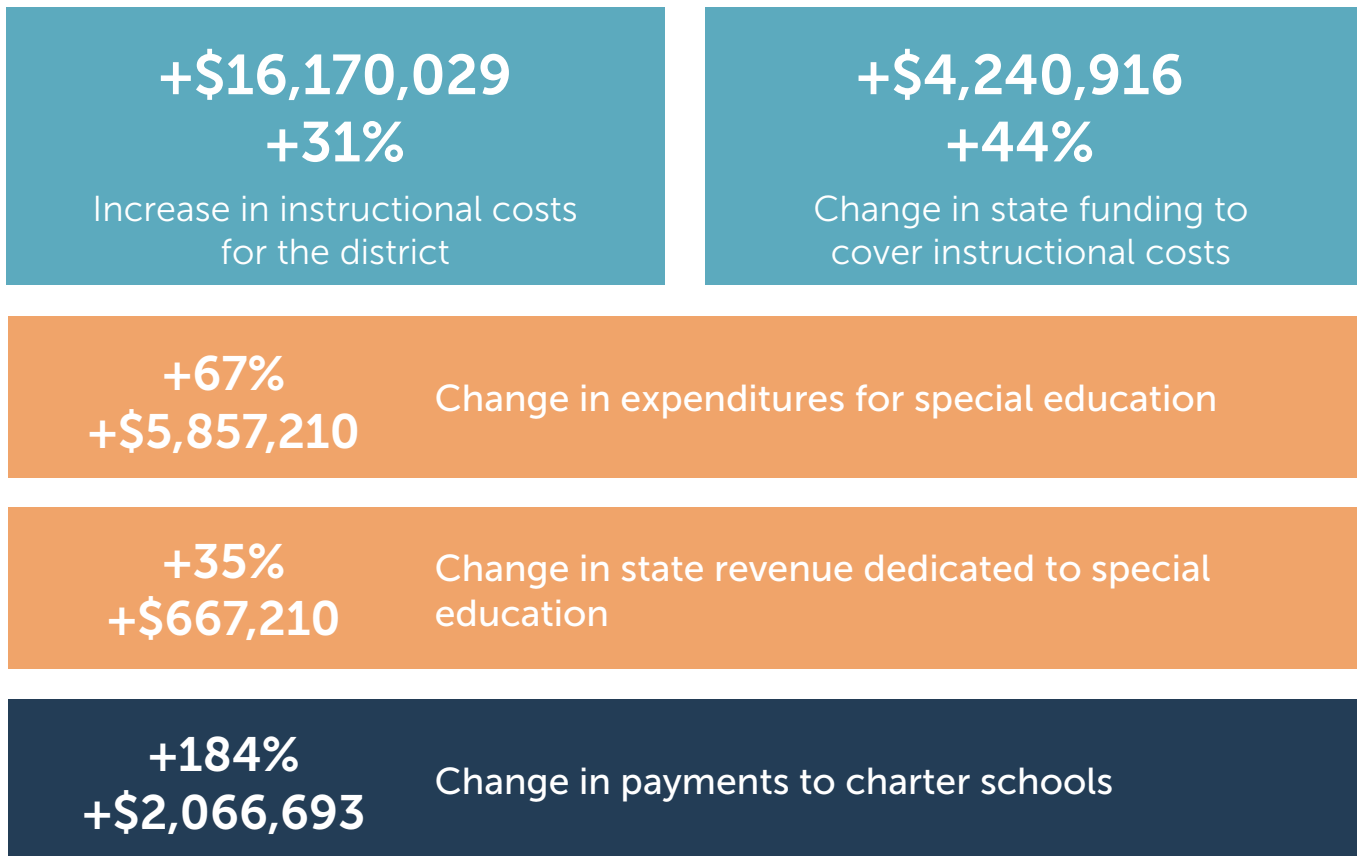 +$16,170,029
+31%
Increase in instructional costs
for the district
+$4,240,916
+44%
Change in state funding to
cover instructional costs
+67%
+$5,857,210
Change in expenditures for special education
+35%
+$667,210
Change in state revenue dedicated to special
education
+184%
+$2,066,693
Change in payments to charter schools